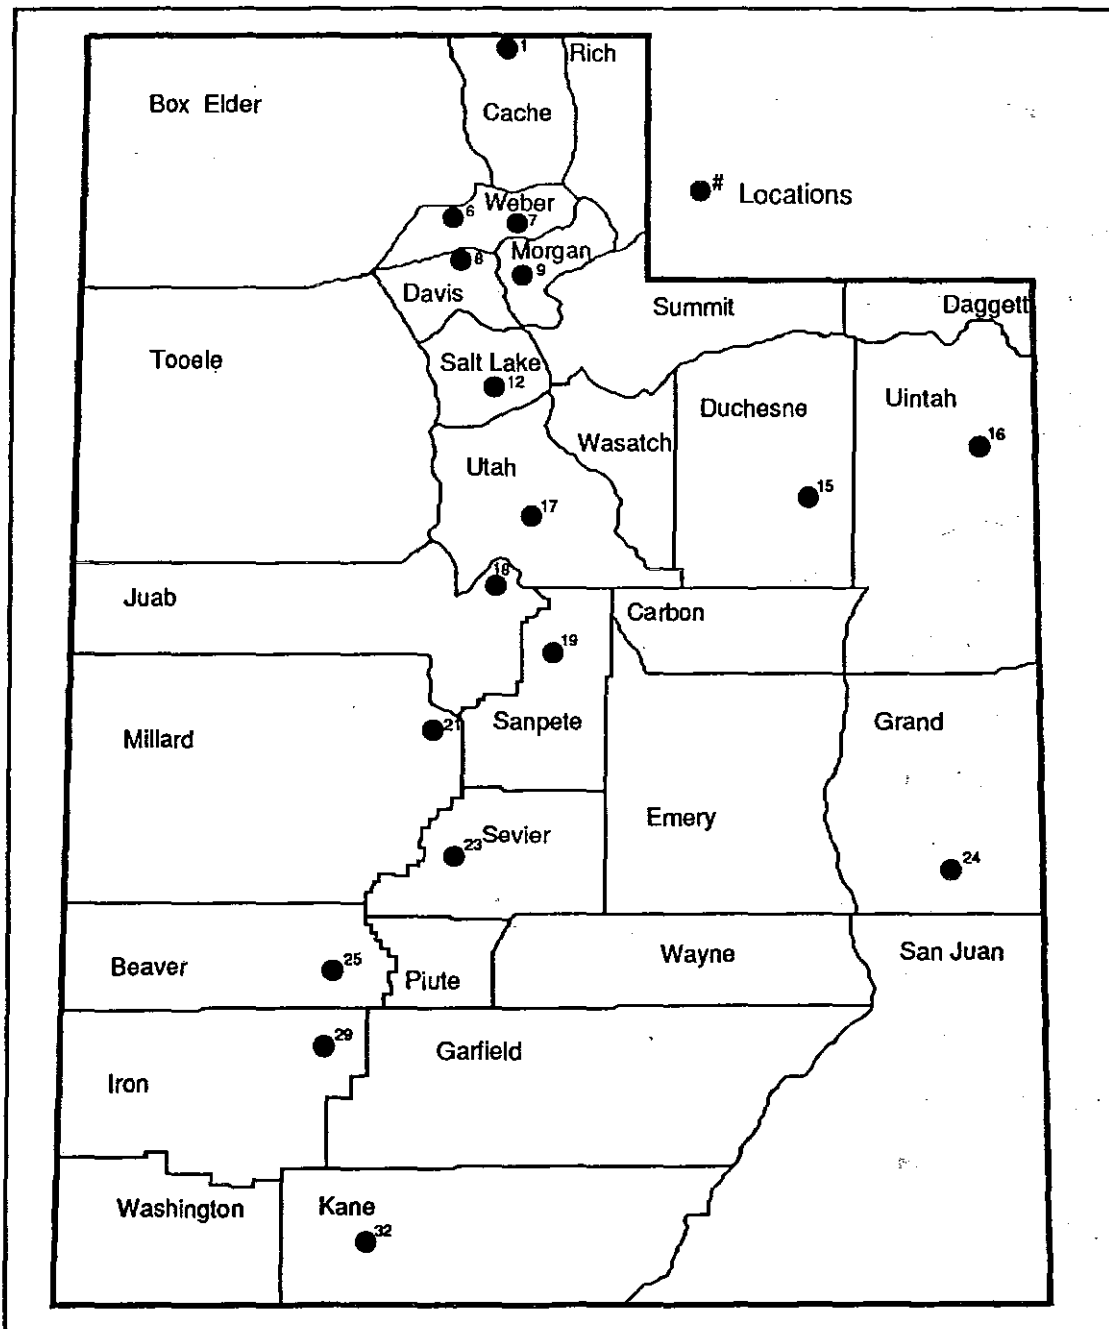 1
Rich
Box Elder
Cache
# Locations
6
Weber
7
Morgan
8
9
Davis
Summit
Daggett
Tooele
Salt Lake
12
Duchesne
Uintah
Wasatch
16
Utah
15
17
18
Juab
Carbon
19
Sanpete
Grand
21
Millard
Emery
Sevier
23
24
Beaver
25
Piute
Wayne
San Juan
29
Garfield
Iron
Washington
Kane
32